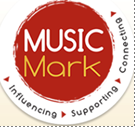 MUSIC
Mark
Influencing • Supporting • Connecting